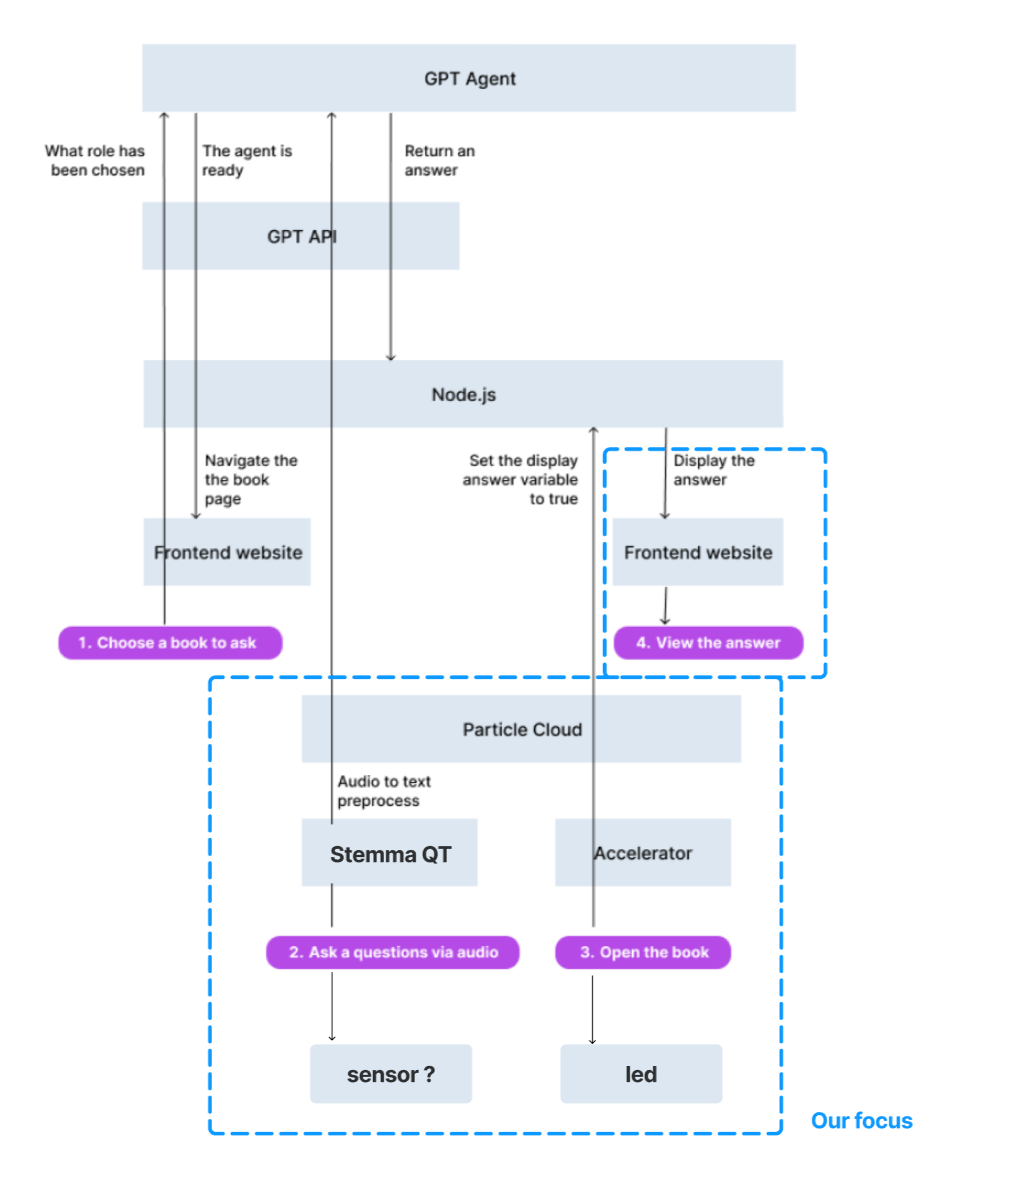 GPT Agent
What role has
been chosen
The agent is
ready
Return an
answer
GPT API
Node.js
Navigate the
the book
page
Set the display
answer variable
to true
Display the
answer
Frontend website
Frontend website
1. Choose a book to ask
4. View the answer
Particle Cloud
Audio to text
preprocess
Stemma QT
Accelerator
2. Ask a questions via audio
3. Open the book
sensor ?
led
Our focus